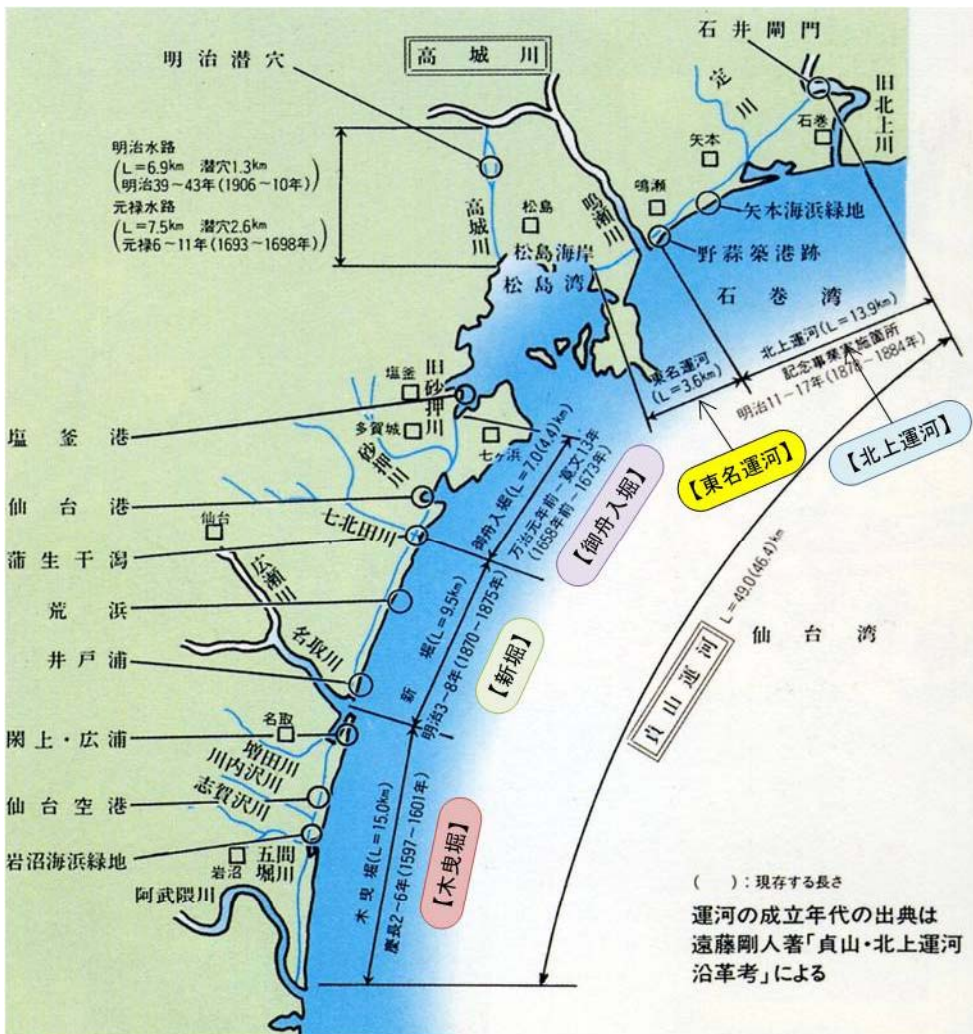 石井閘門
高城川
明治潜穴
定川
旧北上川
明治水路
(L=6.9km 潜穴1.3km
明治39~43年(1906~10年))
元禄水路
(L=7.5km 潜穴2.6km
元禄6~11年(1693~1698年))
矢本
石巻
高城川
松島
鳴瀬川
鳴瀬
矢本海浜緑地
松島海岸
野蒜築港跡
松島湾
石巻湾
東名運河
(L=3.6km)
北上運河(L=13.9km)
記念事業実施箇所
明治11~17年(1878~1884年)
【東名運河】
【北上運河】
塩釜
旧砂押川
塩釜港
多賀城
砂押川
七ヶ浜
仙台港
仙台
七北田川
蒲生干潟
御舟入堀(L=7.0(4.4)km)
万治元年前~寛文13年
(1658年前~1673年)
【御舟入堀】
広瀬川
荒浜
名取川
井戸浦
新堀(L=9.5km)
明治3~8年(1870~1875年)
【新堀】
L=49.0(46.4)km
仙台湾
貞山運河
名取
閖上・広浦
増田川
川内沢川
志賀沢川
仙台空港
岩沼海浜緑地
岩沼
五間堀川
阿武隈川
木曳堀(L=15.0km)
慶長2~6年(1597~1601年)
【木曳堀】
( ):現存する長さ
運河の成立年代の出典は
遠藤剛人著「貞山・北上運河
沿革考」による